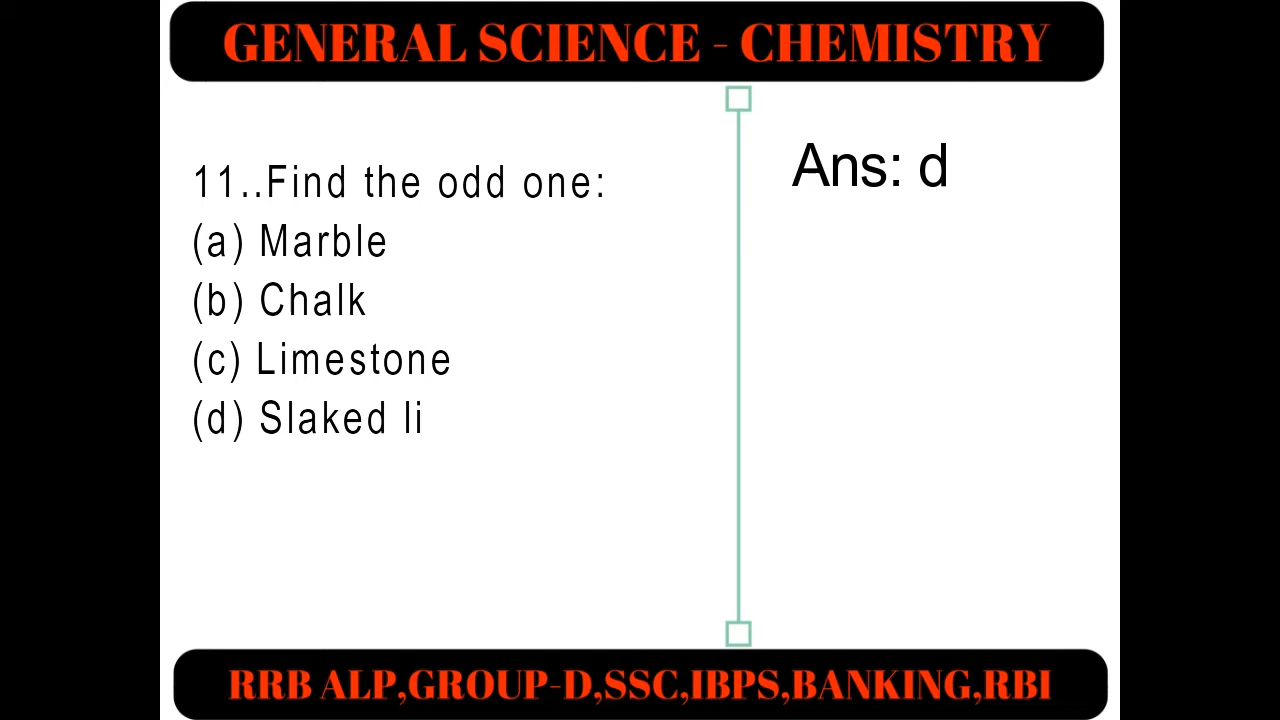 GENERAL SCIENCE - CHEMISTRY
11..Find the odd one:
(a) Marble
(b) Chalk
(c) Limestone
(d) Slaked li
Ans: d
RRB ALP,GROUP-D,SSC,IBPS,BANKING,RBI